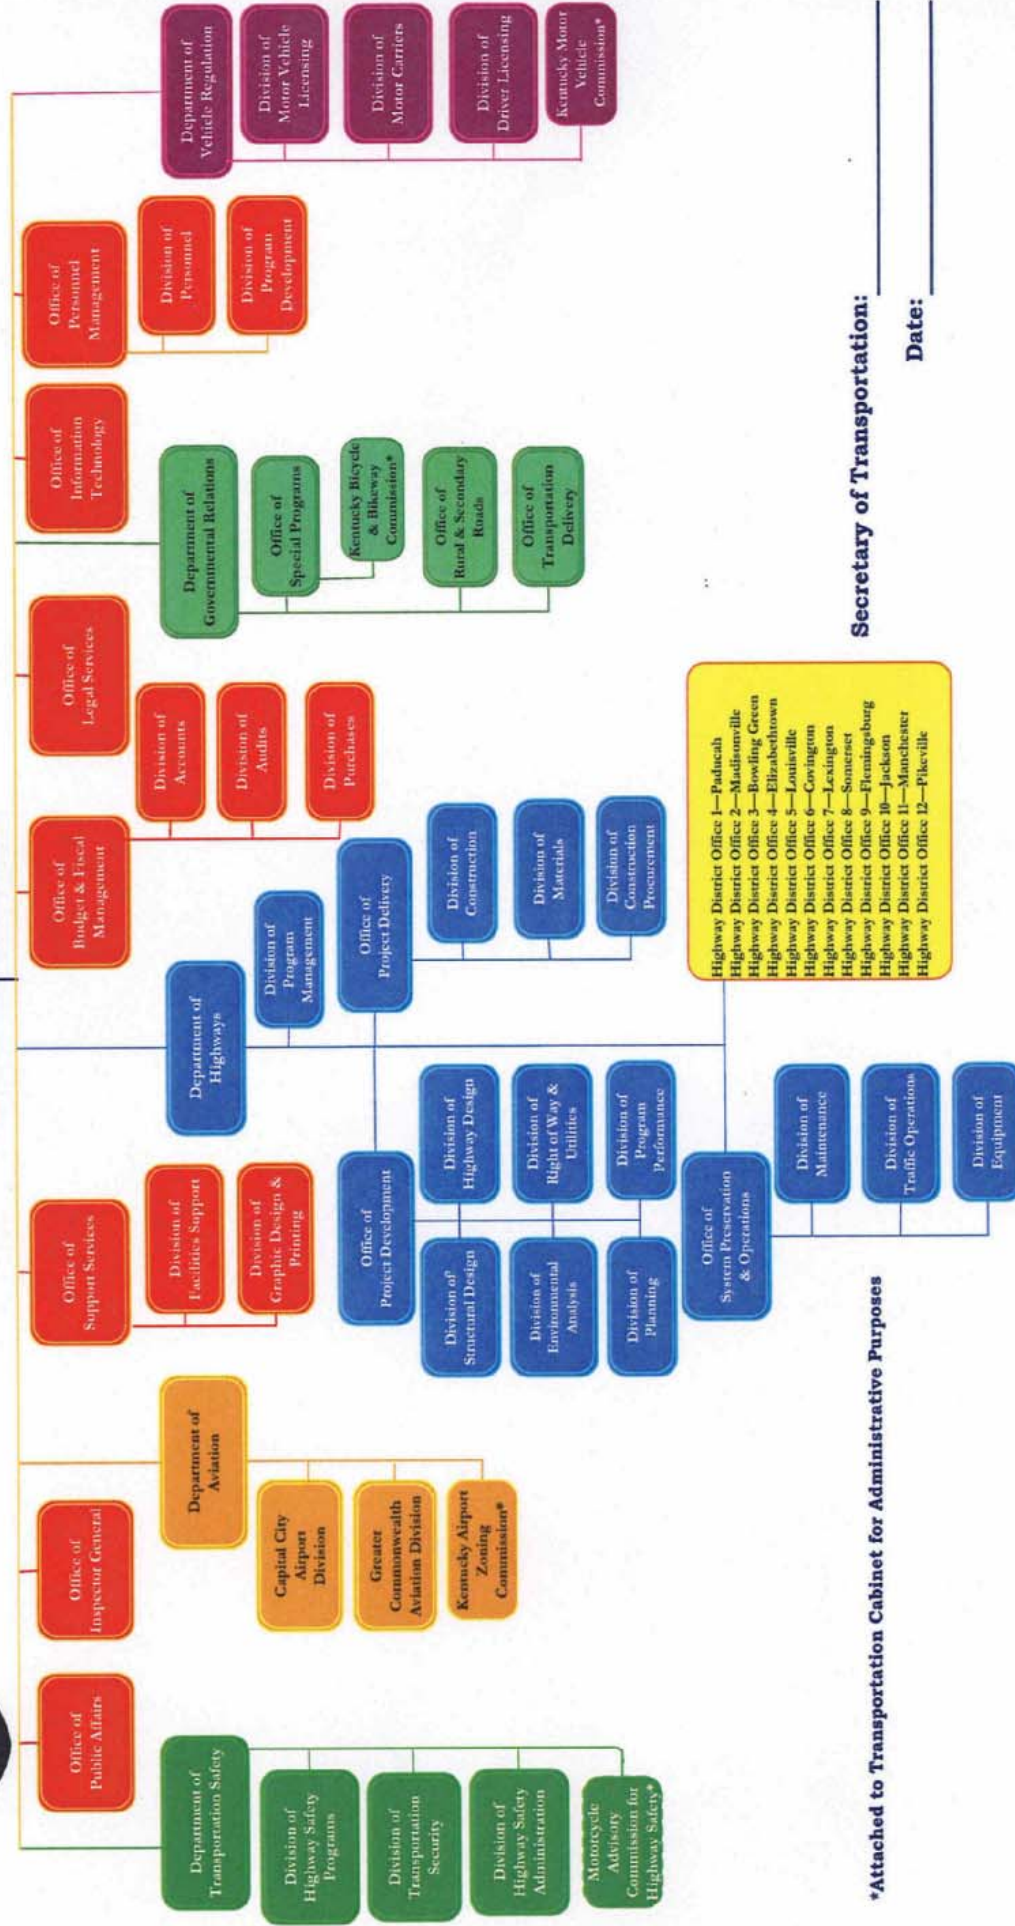 Office of
Public Affairs
Office of
Inspector General
Office of
Support Services
Division of
Facilities Support
Division of
Graphic Design &
Printing
Office of
Budget & Fiscal
Management
Division of
Accounts
Division of
Audits
Division of
Purchases
Office of
Legal Services
Office of
Information
Technology
Office of
Personnel
Management
Division of
Personnel
Division of
Program
Development
Department of
Transportation Safety
Division of
Highway Safety
Programs
Division of
Transportation
Security
Division of
Highway Safety
Administration
Motorcycle
Advisory
Commission for
Highway Safety*
Department of
Aviation
Capital City
Airport
Division
Greater
Commonwealth
Aviation Division
Kentucky Airport
Zoning
Commission*
Department of
Highways
Division of
Program
Management
Office of
Project Development
Division of
Structural Design
Division of
Highway Design
Division of
Environmental
Analysis
Division of
Right of Way &
Utilities
Division of
Planning
Division of
Program
Performance
Office of
Project Delivery
Division of
Construction
Division of
Materials
Division of
Construction
Procurement
Office of
System Preservation
& Operations
Division of
Maintenance
Division of
Traffic Operations
Division of
Equipment
Highway District Office 1—Paducah
Highway District Office 2—Madisonville
Highway District Office 3—Bowling Green
Highway District Office 4—Elizabethtown
Highway District Office 5—Louisville
Highway District Office 6—Covington
Highway District Office 7—Lexington
Highway District Office 8—Somerset
Highway District Office 9—Flemingsburg
Highway District Office 10—Jackson
Highway District Office 11—Manchester
Highway District Office 12—Pikeville
Department of
Governmental Relations
Office of
Special Programs
Kentucky Bicycle
& Bikeway
Commission*
Office of
Rural & Secondary
Roads
Office of
Transportation
Delivery
Department of
Vehicle Regulation
Division of
Motor Vehicle
Licensing
Division of
Motor Carriers
Division of
Driver Licensing
Kentucky Motor
Vehicle
Commission*
*Attached to Transportation Cabinet for Administrative Purposes
Secretary of Transportation:
Date: